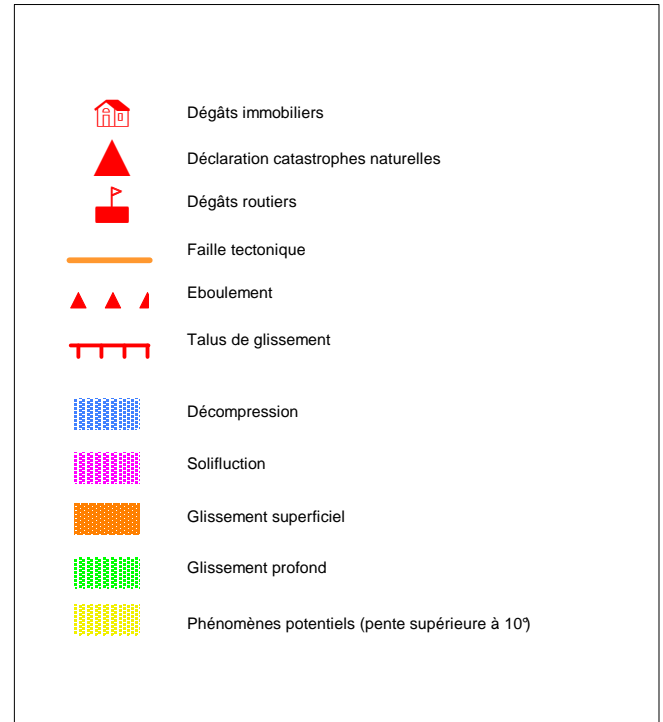 Dégâts immobiliers
Déclaration catastrophes naturelles
Dégâts routiers
Faille tectonique
Eboulement
Talus de glissement
Décompression
Solifluction
Glissement superficiel
Glissement profond
Phénomènes potentiels (pente supérieure à 10°)